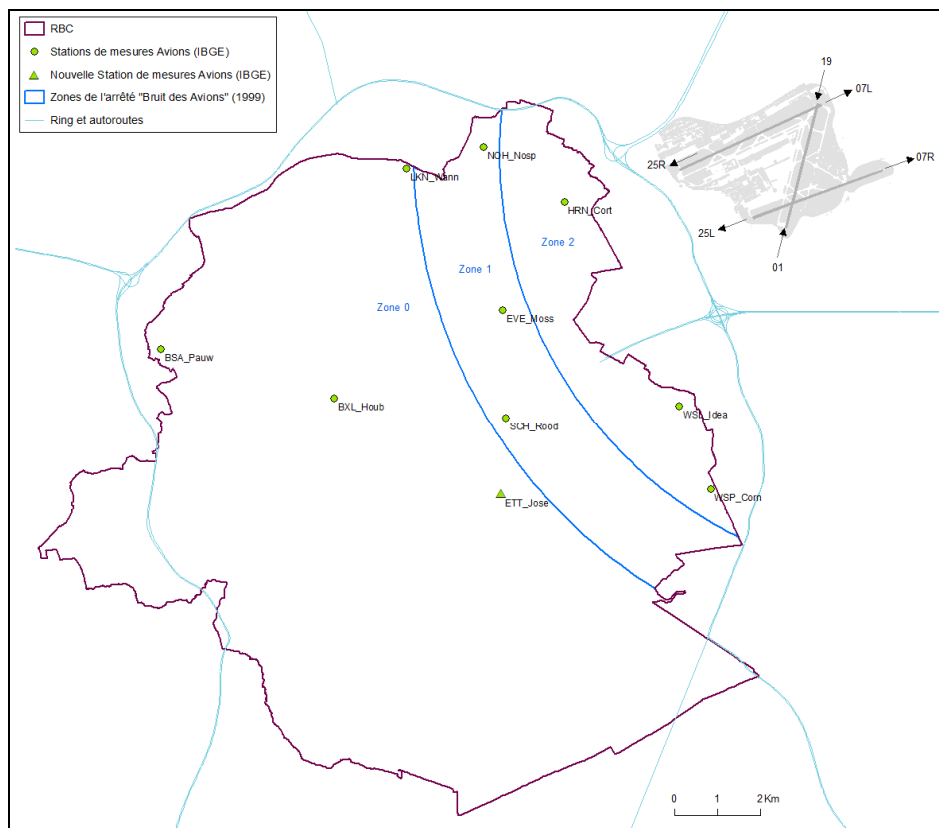 RBC
Stations de mesures Avions (IBGE)
Nouvelle Station de mesures Avions (IBGE)
Zones de l'arrêté "Bruit des Avions" (1999)
Ring et autoroutes
19
07L
25R
07R
25L
01
NOH_Nosp
LKN_Wann
HRN_Cort
Zone 2
Zone 1
Zone 0
EVE_Moss
BSA_Pauw
BXL_Houb
WSL_Idea
SCH_Rood
WSP_Corn
ETT_Jose
0 1 2 Km